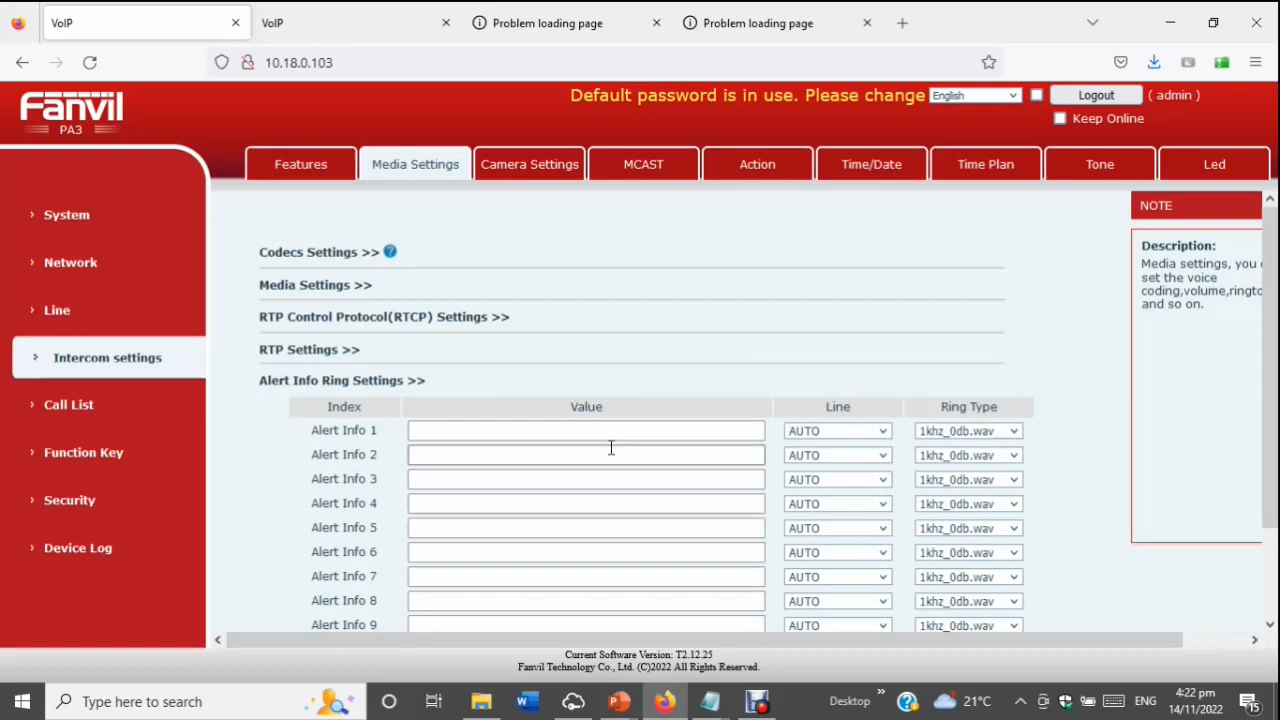 VoIP
VoIP
Problem loading page
Problem loading page
10.18.0.103
Fanvil
PA3
Default password is in use. Please change
English
Logout
( admin )
Keep Online
Features
Media Settings
Camera Settings
MCAST
Action
Time/Date
Time Plan
Tone
Led
System
Network
Line
Intercom settings
Call List
Function Key
Security
Device Log
Codecs Settings >> ?
Media Settings >>
RTP Control Protocol(RTCP) Settings >>
RTP Settings >>
Alert Info Ring Settings >>
Index Value Line Ring Type
Alert Info 1 AUTO 1khz_0db.wav
Alert Info 2 AUTO 1khz_0db.wav
Alert Info 3 AUTO 1khz_0db.wav
Alert Info 4 AUTO 1khz_0db.wav
Alert Info 5 AUTO 1khz_0db.wav
Alert Info 6 AUTO 1khz_0db.wav
Alert Info 7 AUTO 1khz_0db.wav
Alert Info 8 AUTO 1khz_0db.wav
Alert Info 9 AUTO 1khz_0db.wav
NOTE
Description:
Media settings, you
set the voice
coding,volume,ringto
and so on.
Current Software Version: T2.12.25
Fanvil Technology Co., Ltd. (C)2022 All Rights Reserved.
Type here to search
Desktop
21°C
ENG
4:22 pm
14/11/2022
15